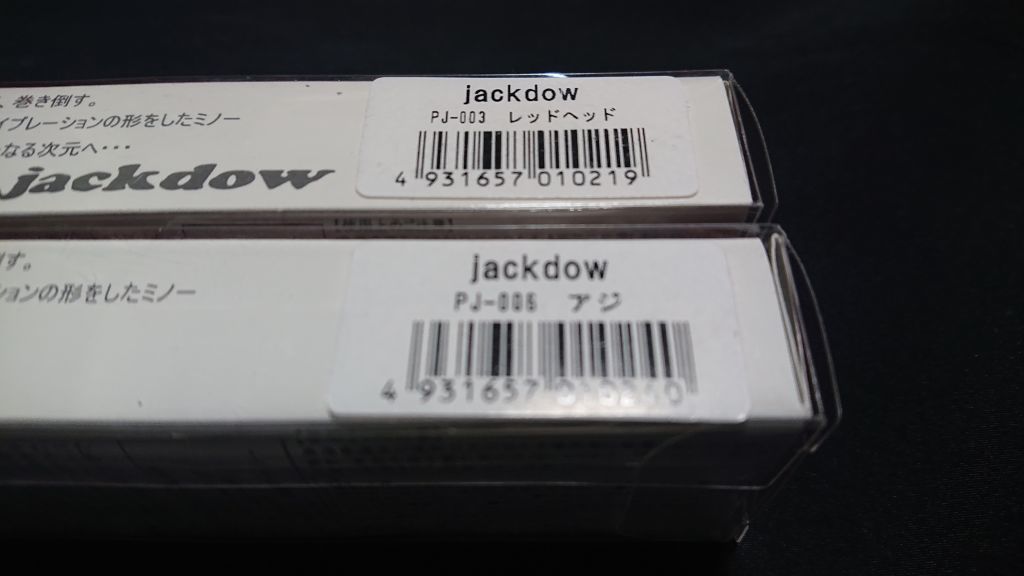 、巻き倒す。
イブレーションの形をしたミノー
なる次元へ・・・
jackdow
jackdow
PJ-003 レッドヘッド
4 931657 010219
す。
ションの形をしたミノー
jackdow
PJ-006 アジ
4 931657